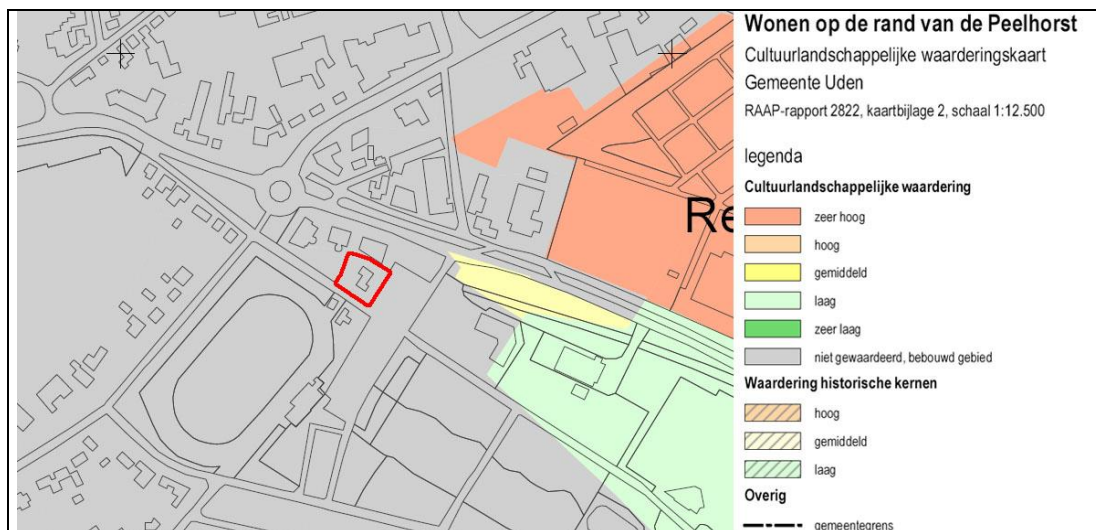 Wonen op de rand van de Peelhorst
Cultuurlandschappelijke waarderingskaart
Gemeente Uden
RAAP-rapport 2822, kaartbijlage 2, schaal 1:12.500
legenda
Cultuurlandschappelijke waardering
zeer hoog
hoog
gemiddeld
laag
zeer laag
niet gewaardeerd, bebouwd gebied
Waardering historische kernen
hoog
gemiddeld
laag
Overig
gemeentegrens
Re